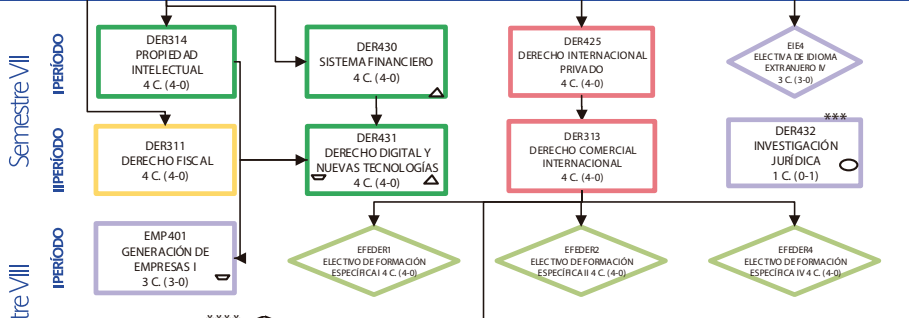 Semestre VII
I PERÍODO
DER314
PROPIEDAD
INTELECTUAL
4 C. (4-0)
DER430
SISTEMA FINANCIERO
4 C. (4-0)
DER425
DERECHO INTERNACIONAL
PRIVADO
4 C. (4-0)
EIE4
ELECTIVA DE IDIOMA
EXTRANJERO IV
3 C. (3-0)
II PERÍODO
DER311
DERECHO FISCAL
4 C. (4-0)
DER431
DERECHO DIGITAL Y
NUEVAS TECNOLOGÍAS
4 C. (4-0)
DER313
DERECHO COMERCIAL
INTERNACIONAL
4 C. (4-0)
***
DER432
INVESTIGACIÓN
JURÍDICA
1 C. (0-1)
tre VIII
I PERÍODO
EMP401
GENERACIÓN DE
EMPRESAS I
3 C. (3-0)
EFEDER1
ELECTIVO DE FORMACIÓN
ESPECÍFICA I 4 C. (4-0)
EFEDER2
ELECTIVO DE FORMACIÓN
ESPECÍFICA II 4 C. (4-0)
EFEDER4
ELECTIVO DE FORMACIÓN
ESPECÍFICA IV 4 C. (4-0)
****